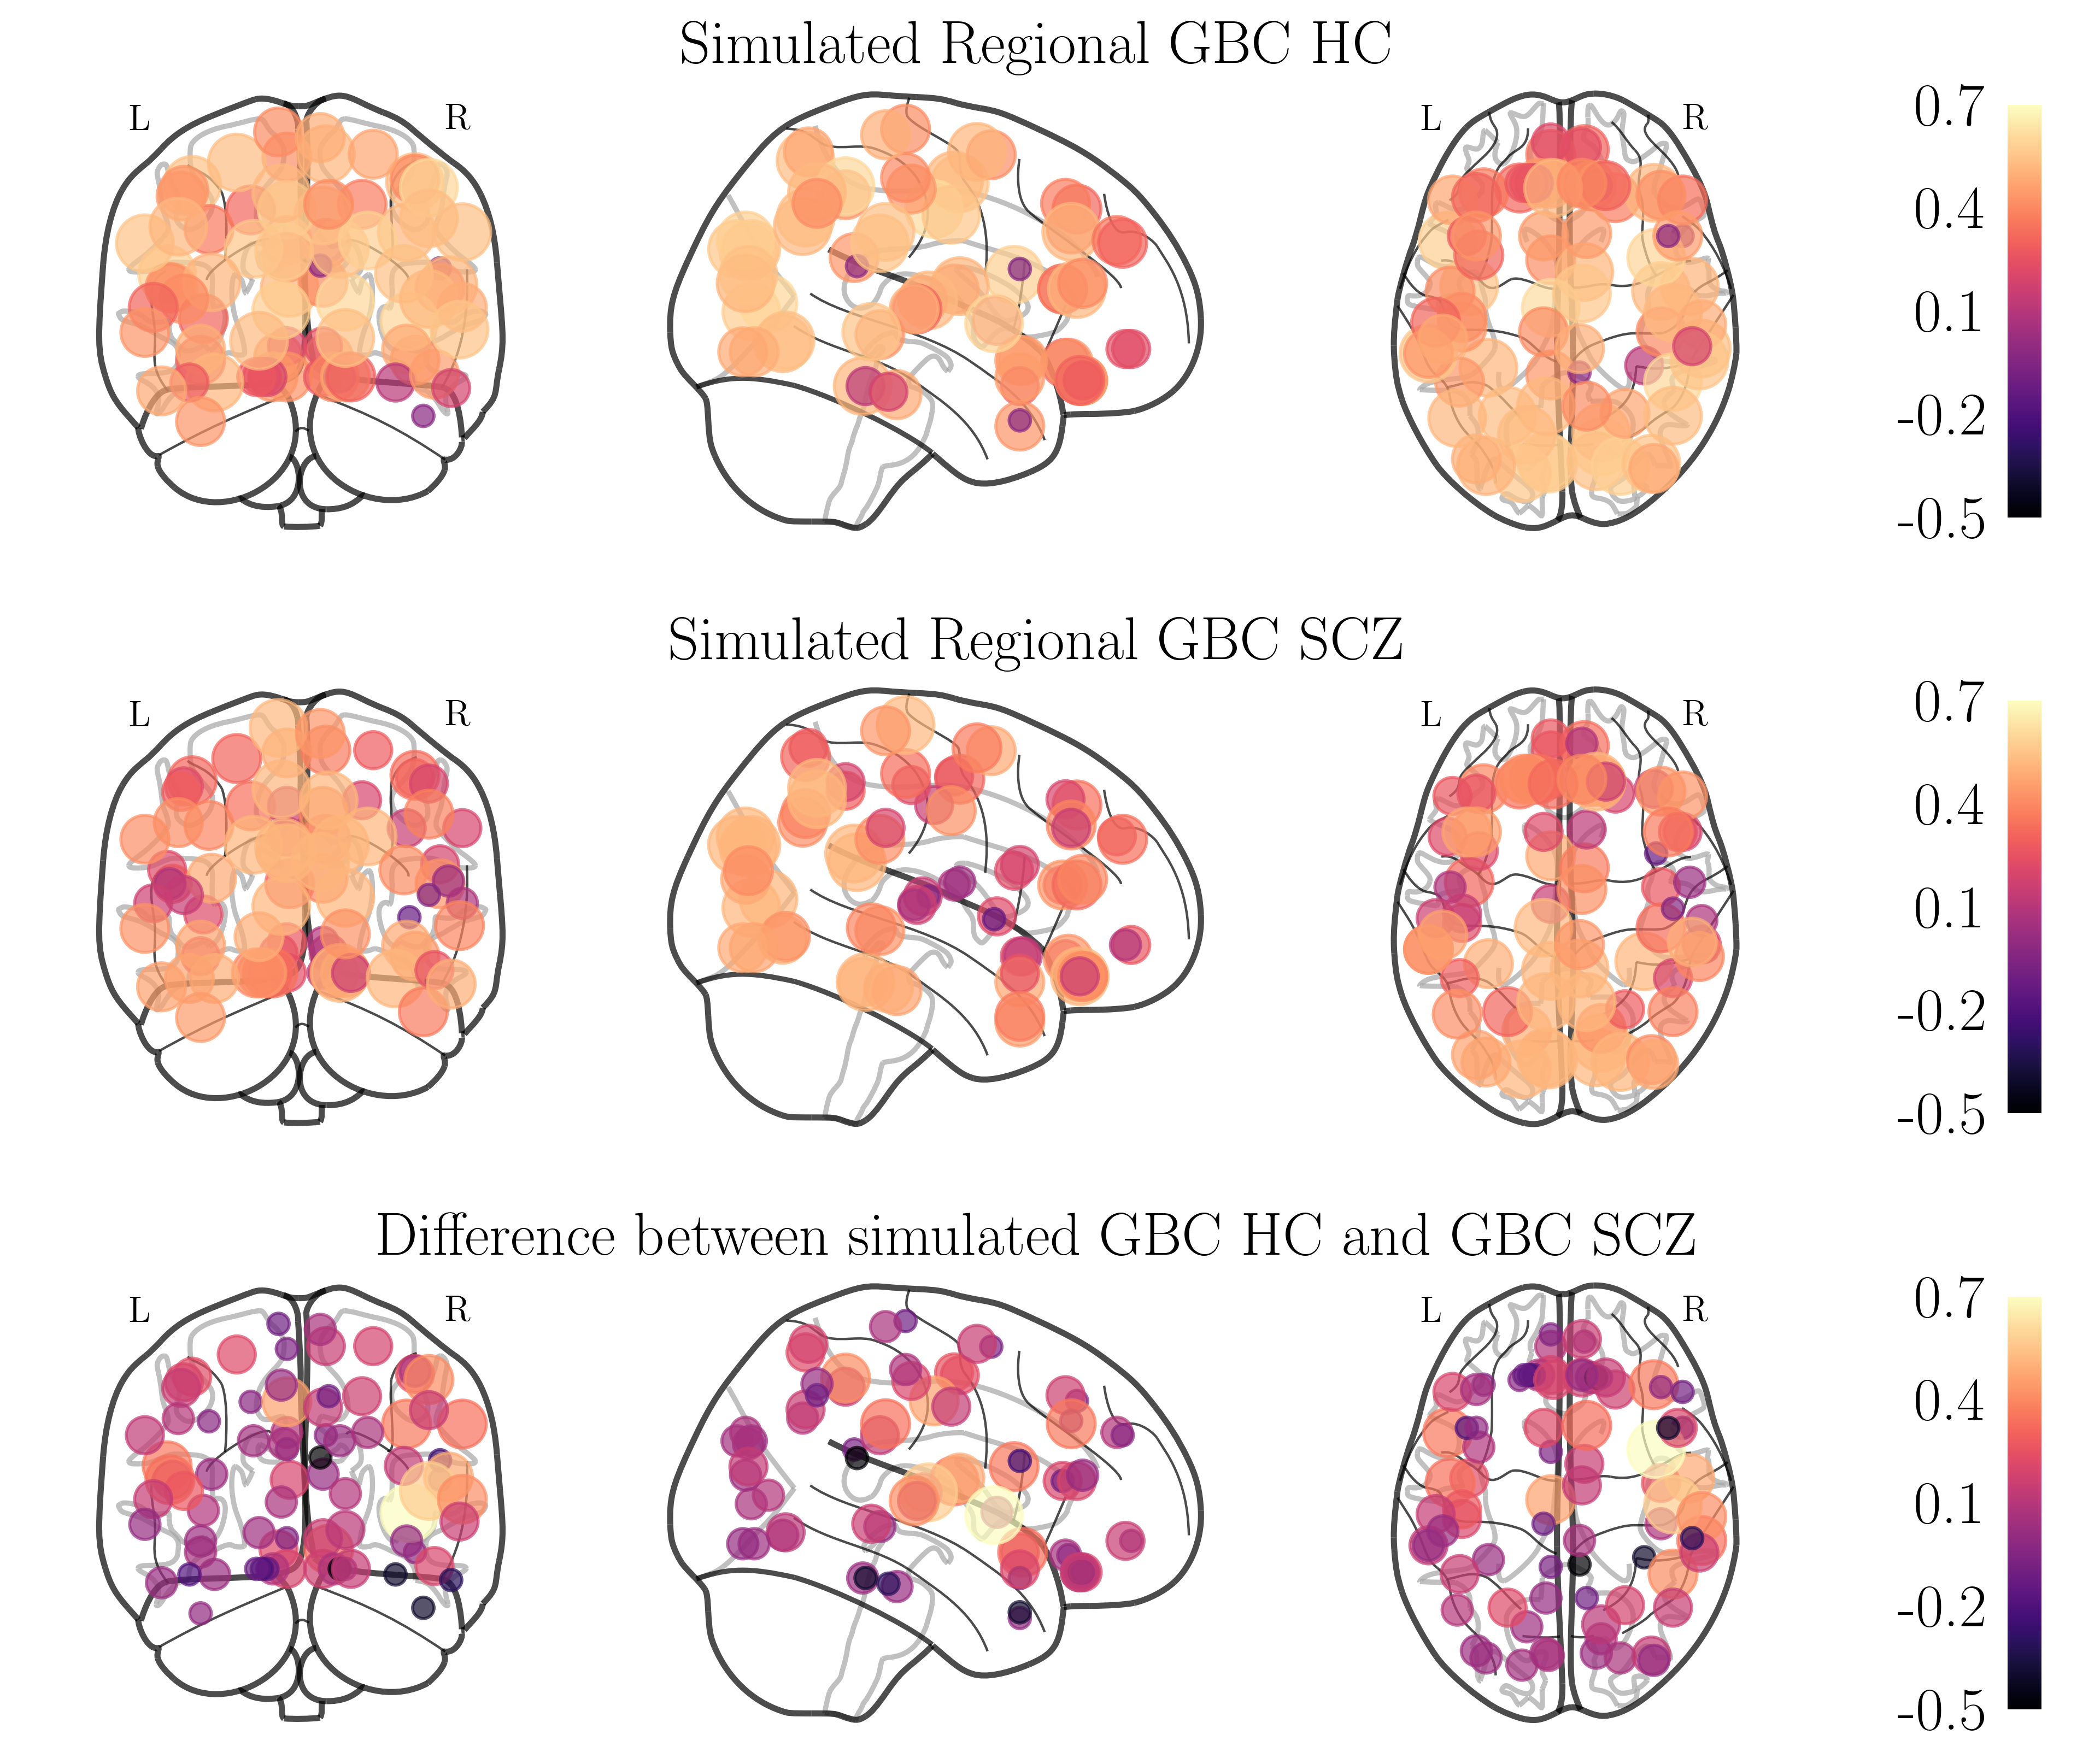 Simulated Regional GBC HC
L R L R
0.7
0.4
0.1
-0.2
-0.5
Simulated Regional GBC SCZ
L R L R
0.7
0.4
0.1
-0.2
-0.5
Difference between simulated GBC HC and GBC SCZ
L R L R
0.7
0.4
0.1
-0.2
-0.5